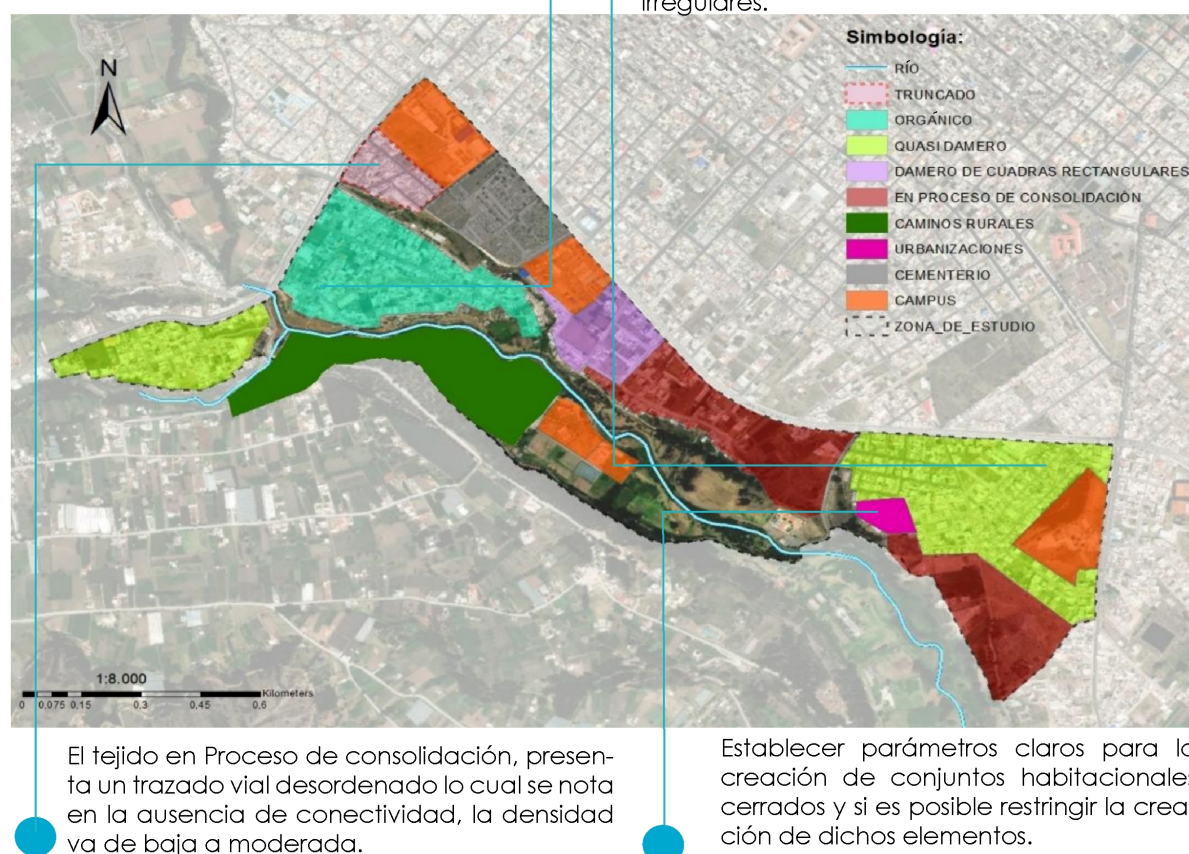 irregulares.
Simbología:
RÍO
TRUNCADO
ORGÁNICO
QUASI DAMERO
DAMERO DE CUADRAS RECTANGULARES
EN PROCESO DE CONSOLIDACIÓN
CAMINOS RURALES
URBANIZACIONES
CEMENTERIO
CAMPUS
ZONA_DE_ESTUDIO
N
1:8.000
Kilometers
0 0.075 0.15 0.3 0.45 0.6
El tejido en Proceso de consolidación, presen-
ta un trazado vial desordenado lo cual se nota
en la ausencia de conectividad, la densidad
va de baja a moderada.
Establecer parámetros claros para la
creación de conjuntos habitacionales
cerrados y si es posible restringir la crea
ción de dichos elementos.